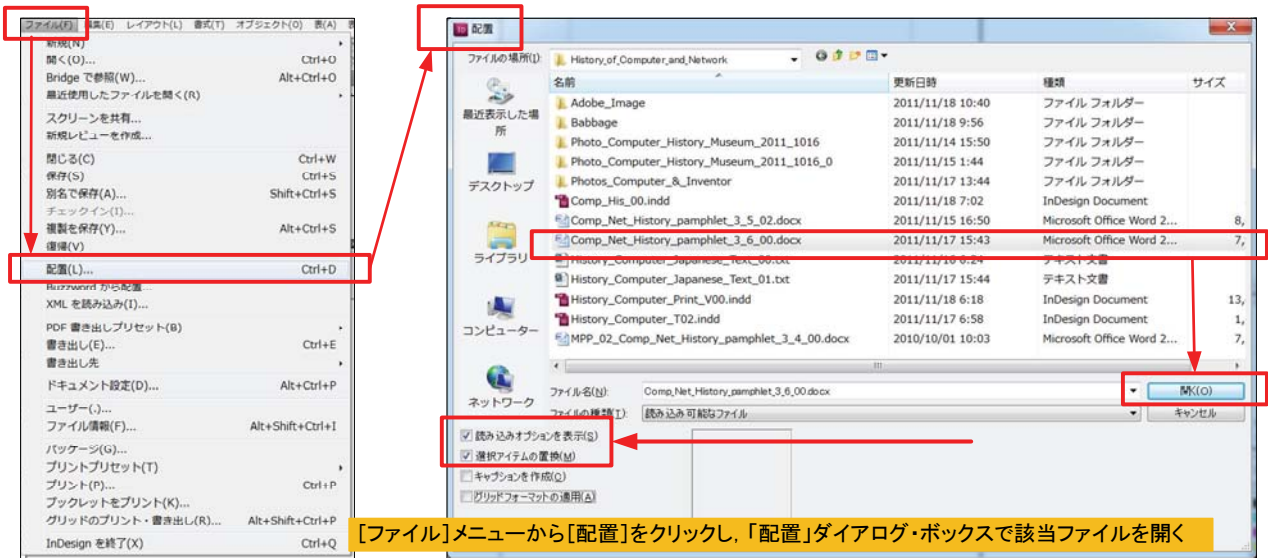 ファイル(F) 編集(E) レイアウト(L) 書式(T) オブジェクト(O) 表(A)
新規(N)
開く(O)... Ctrl+O
Bridge で参照(W)... Alt+Ctrl+O
最近使用したファイルを開く(R)
スクリーンを共有...
新規レビューを作成...
閉じる(C) Ctrl+W
保存(S) Ctrl+S
別名で保存(A)... Shift+Ctrl+S
チェックイン(I)...
複製を保存(Y)... Alt+Ctrl+S
復帰(V)
配置(L)... Ctrl+D
Buzzword から配置...
XML を読み込み(I)...
PDF 書き出しプリセット(B)
書き出し(E)... Ctrl+E
書き出し先
ドキュメント設定(D)... Alt+Ctrl+P
ユーザー(.)...
ファイル情報(F)... Alt+Shift+Ctrl+I
パッケージ(G)...
プリントプリセット(T)
プリント(P)... Ctrl+P
ブックレットをプリント(K)...
グリッドのプリント・書き出し(R)... Alt+Shift+Ctrl+P
InDesign を終了(X) Ctrl+Q
配置
ファイルの場所(I): History_of_Computer_and_Network
最近表示した場所
デスクトップ
ライブラリ
コンピューター
ネットワーク
名前 更新日時 種類 サイズ
Adobe_Image 2011/11/18 10:40 ファイル フォルダー
Babbage 2011/11/18 9:56 ファイル フォルダー
Photo_Computer_History_Museum_2011_1016 2011/11/14 15:50 ファイル フォルダー
Photo_Computer_History_Museum_2011_1016_0 2011/11/15 1:44 ファイル フォルダー
Photos_Computer_&_Inventor 2011/11/17 13:44 ファイル フォルダー
Comp_His_00.indd 2011/11/18 7:02 InDesign Document
Comp_Net_History_pamphlet_3_5_02.docx 2011/11/15 16:50 Microsoft Office Word 2... 8,
Comp_Net_History_pamphlet_3_6_00.docx 2011/11/17 15:43 Microsoft Office Word 2... 7,
History_Computer_Japanese_Text_00.txt 2011/11/16 6:24 テキスト文書
History_Computer_Japanese_Text_01.txt 2011/11/17 15:44 テキスト文書
History_Computer_Print_V00.indd 2011/11/18 6:18 InDesign Document 13,
History_Computer_T02.indd 2011/11/17 6:58 InDesign Document 1,
MPP_02_Comp_Net_History_pamphlet_3_4_00.docx 2010/10/01 10:03 Microsoft Office Word 2... 7,
ファイル名(N): Comp_Net_History_pamphlet_3_6_00.docx 開く(O)
ファイルの種類(T): 読み込み可能なファイル キャンセル
読み込みオプションを表示(S)
選択アイテムの置換(M)
キャプションを作成(C)
グリッドフォーマットの適用(A)
[ファイル]メニューから[配置]をクリックし,「配置」ダイアログ・ボックスで該当ファイルを開く